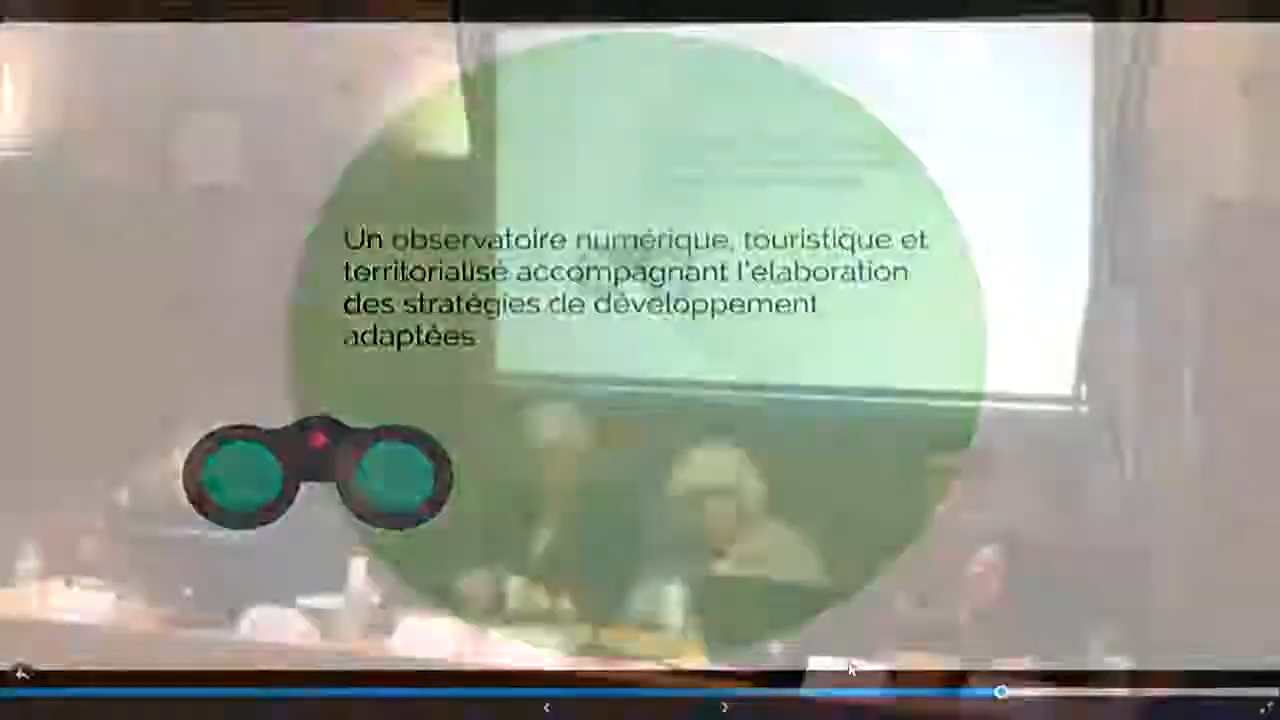 Un observatoire numérique, touristique et
territorialisé accompagnant l'élaboration
des stratégies de développement
adaptées